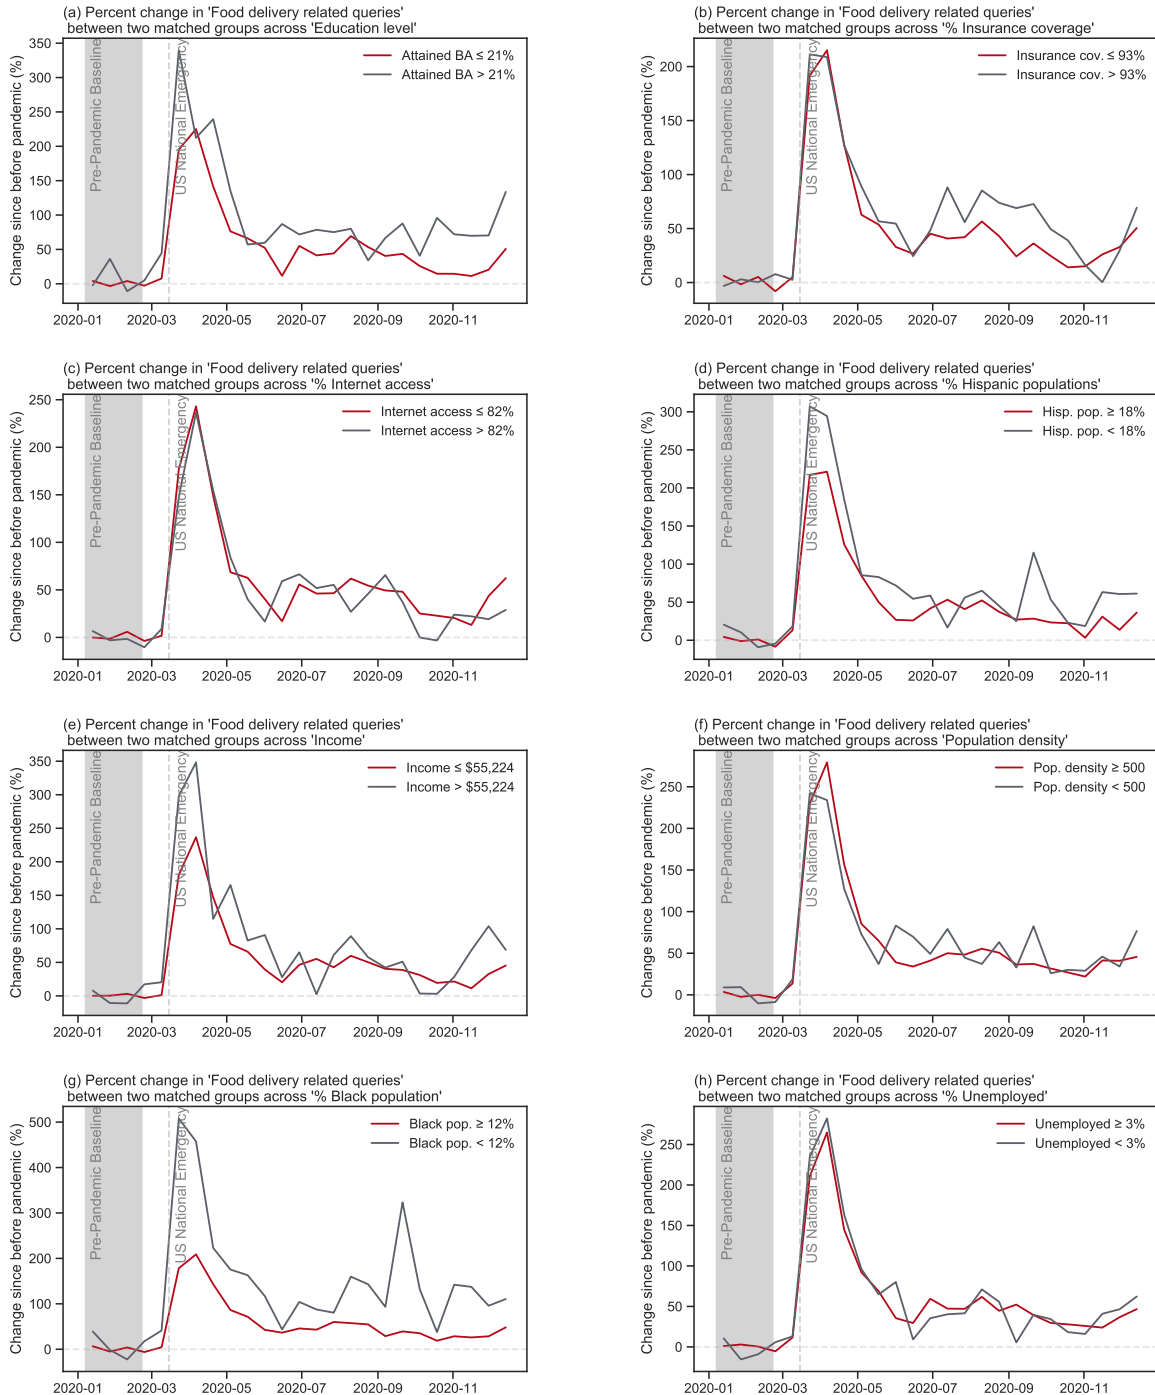 (a) Percent change in 'Food delivery related queries'
between two matched groups across 'Education level'
Change since before pandemic (%)
350
300
250
200
150
100
50
0
Pre-Pandemic Baseline
US National Emergency
Attained BA ≤ 21%
Attained BA > 21%
2020-01 2020-03 2020-05 2020-07 2020-09 2020-11
(b) Percent change in 'Food delivery related queries'
between two matched groups across '% Insurance coverage'
Change since before pandemic (%)
200
150
100
50
0
Pre-Pandemic Baseline
US National Emergency
Insurance cov. ≤ 93%
Insurance cov. > 93%
2020-01 2020-03 2020-05 2020-07 2020-09 2020-11
(c) Percent change in 'Food delivery related queries'
between two matched groups across '% Internet access'
Change since before pandemic (%)
250
200
150
100
50
0
Pre-Pandemic Baseline
US National Emergency
Internet access ≤ 82%
Internet access > 82%
2020-01 2020-03 2020-05 2020-07 2020-09 2020-11
(d) Percent change in 'Food delivery related queries'
between two matched groups across '% Hispanic populations'
Change since before pandemic (%)
300
250
200
150
100
50
0
Pre-Pandemic Baseline
US National Emergency
Hisp. pop. ≥ 18%
Hisp. pop. < 18%
2020-01 2020-03 2020-05 2020-07 2020-09 2020-11
(e) Percent change in 'Food delivery related queries'
between two matched groups across 'Income'
Change since before pandemic (%)
350
300
250
200
150
100
50
0
Pre-Pandemic Baseline
US National Emergency
Income ≤ $55,224
Income > $55,224
2020-01 2020-03 2020-05 2020-07 2020-09 2020-11
(f) Percent change in 'Food delivery related queries'
between two matched groups across 'Population density'
Change since before pandemic (%)
250
200
150
100
50
0
Pre-Pandemic Baseline
US National Emergency
Pop. density ≥ 500
Pop. density < 500
2020-01 2020-03 2020-05 2020-07 2020-09 2020-11
(g) Percent change in 'Food delivery related queries'
between two matched groups across '% Black population'
Change since before pandemic (%)
500
400
300
200
100
0
Pre-Pandemic Baseline
US National Emergency
Black pop. ≥ 12%
Black pop. < 12%
2020-01 2020-03 2020-05 2020-07 2020-09 2020-11
(h) Percent change in 'Food delivery related queries'
between two matched groups across '% Unemployed'
Change since before pandemic (%)
250
200
150
100
50
0
Pre-Pandemic Baseline
US National Emergency
Unemployed ≥ 3%
Unemployed < 3%
2020-01 2020-03 2020-05 2020-07 2020-09 2020-11